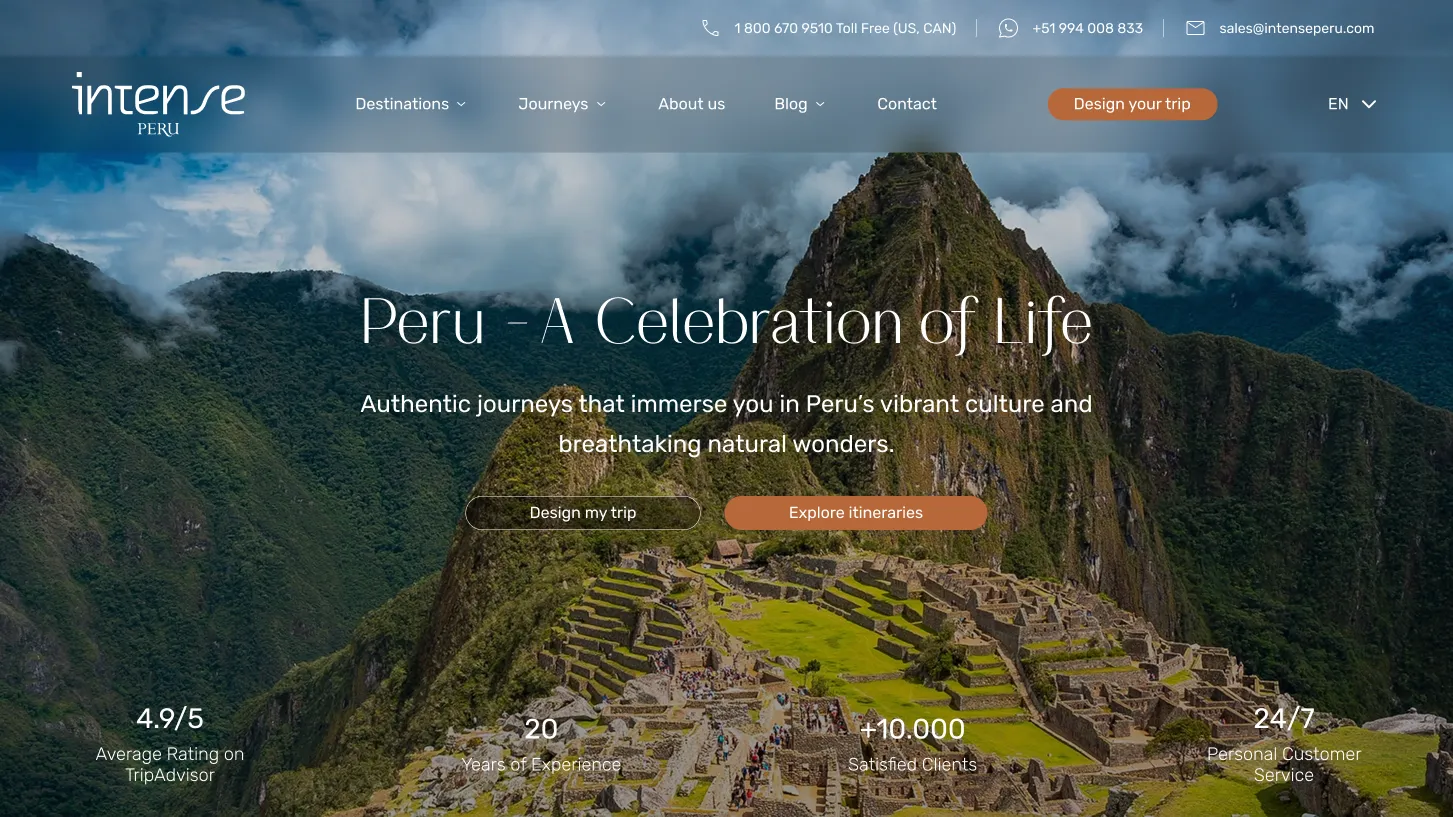 1 800 670 9510 Toll Free (US, CAN)
+51 994 008 833
sales@intenseperu.com
intense
PERU
Destinations
Journeys
About us
Blog
Contact
Design your trip
EN
Peru – A Celebration of Life
Authentic journeys that immerse you in Peru’s vibrant culture and
breathtaking natural wonders.
Design my trip
Explore itineraries
4.9/5
Average Rating on
TripAdvisor
20
Years of Experience
+10.000
Satisfied Clients
24/7
Personal Customer
Service